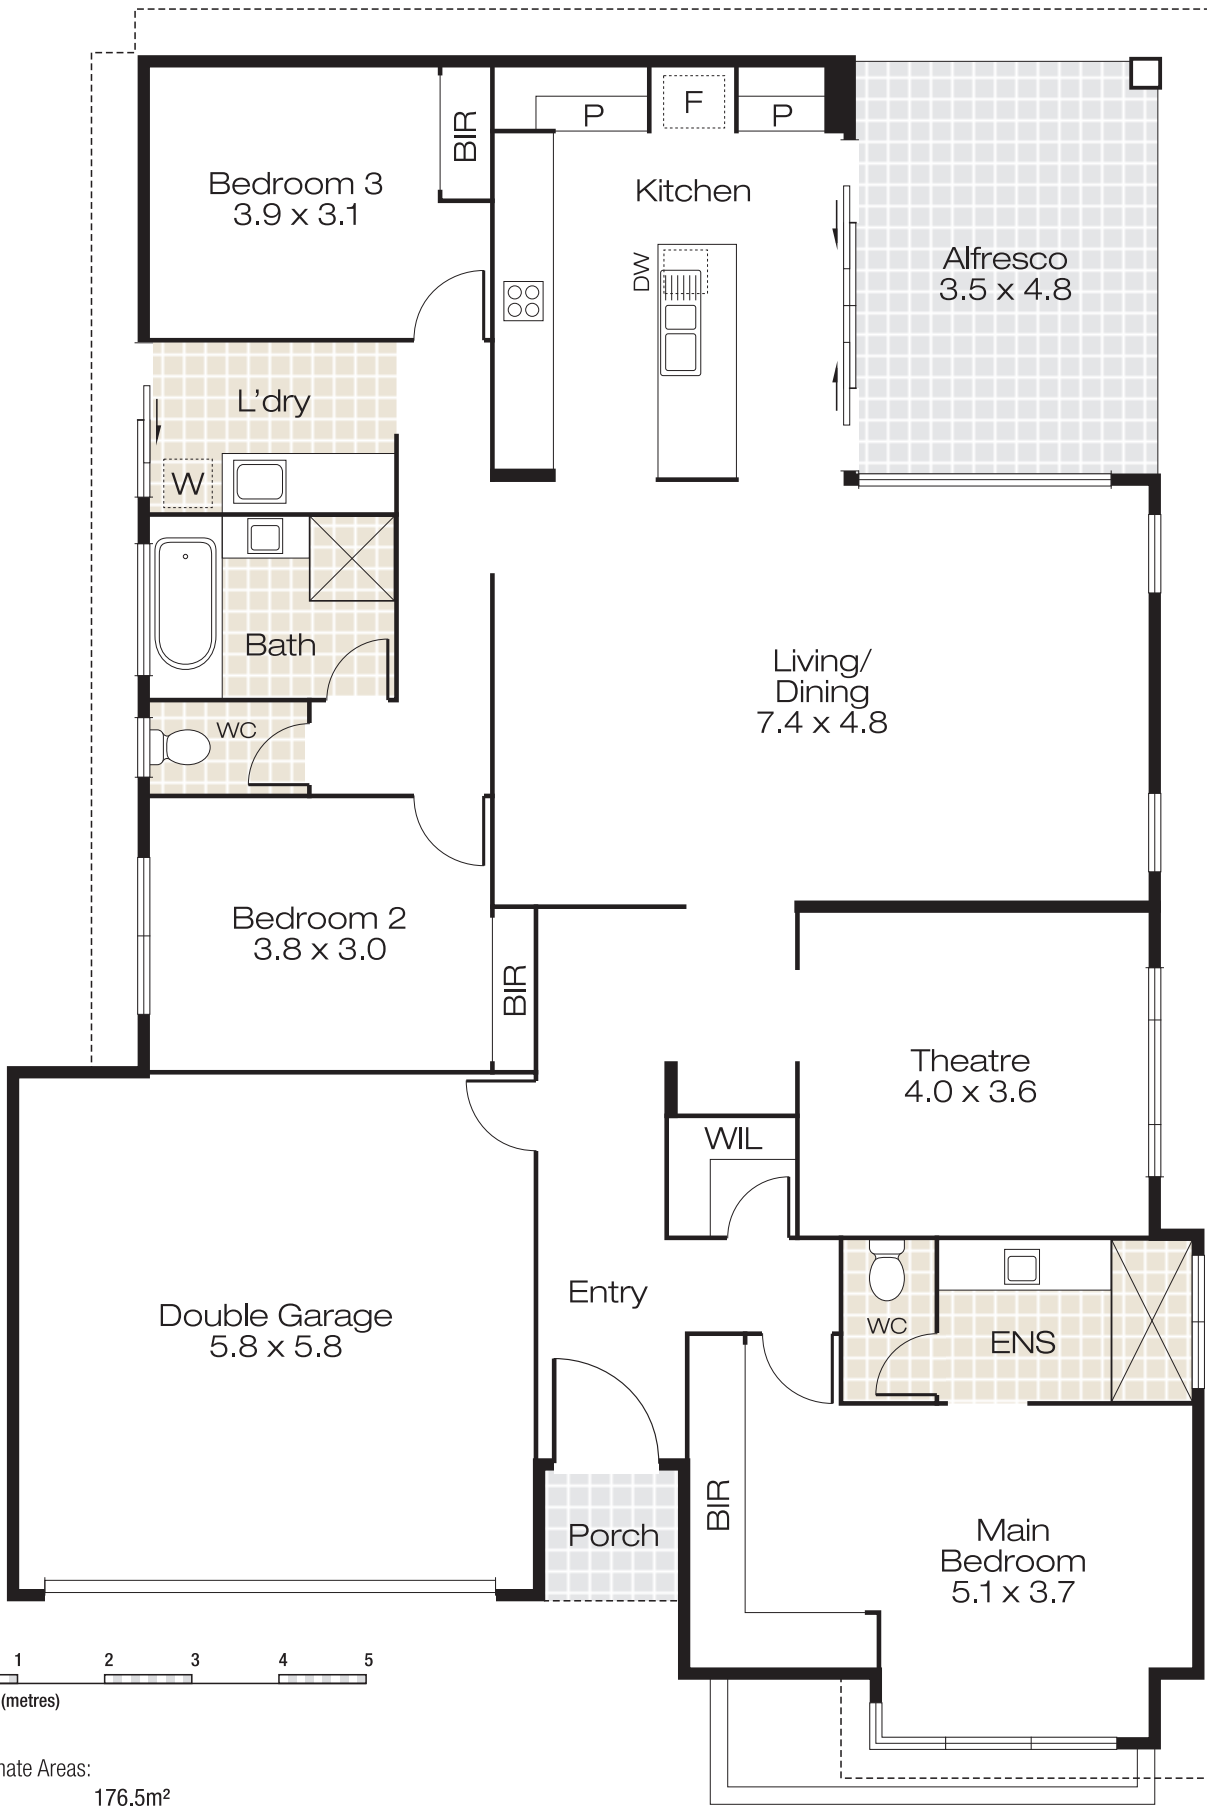 P
F
P
BIR
Bedroom 3
3.9 x 3.1
Kitchen
DW
Alfresco
3.5 x 4.8
L'dry
W
Bath
WC
Living/
Dining
7.4 x 4.8
Bedroom 2
3.8 x 3.0
BIR
Theatre
4.0 x 3.6
WIL
Entry
Double Garage
5.8 x 5.8
WC
ENS
BIR
Porch
Main
Bedroom
5.1 x 3.7
1 2 3 4 5
(metres)
Areas:
176.5m²